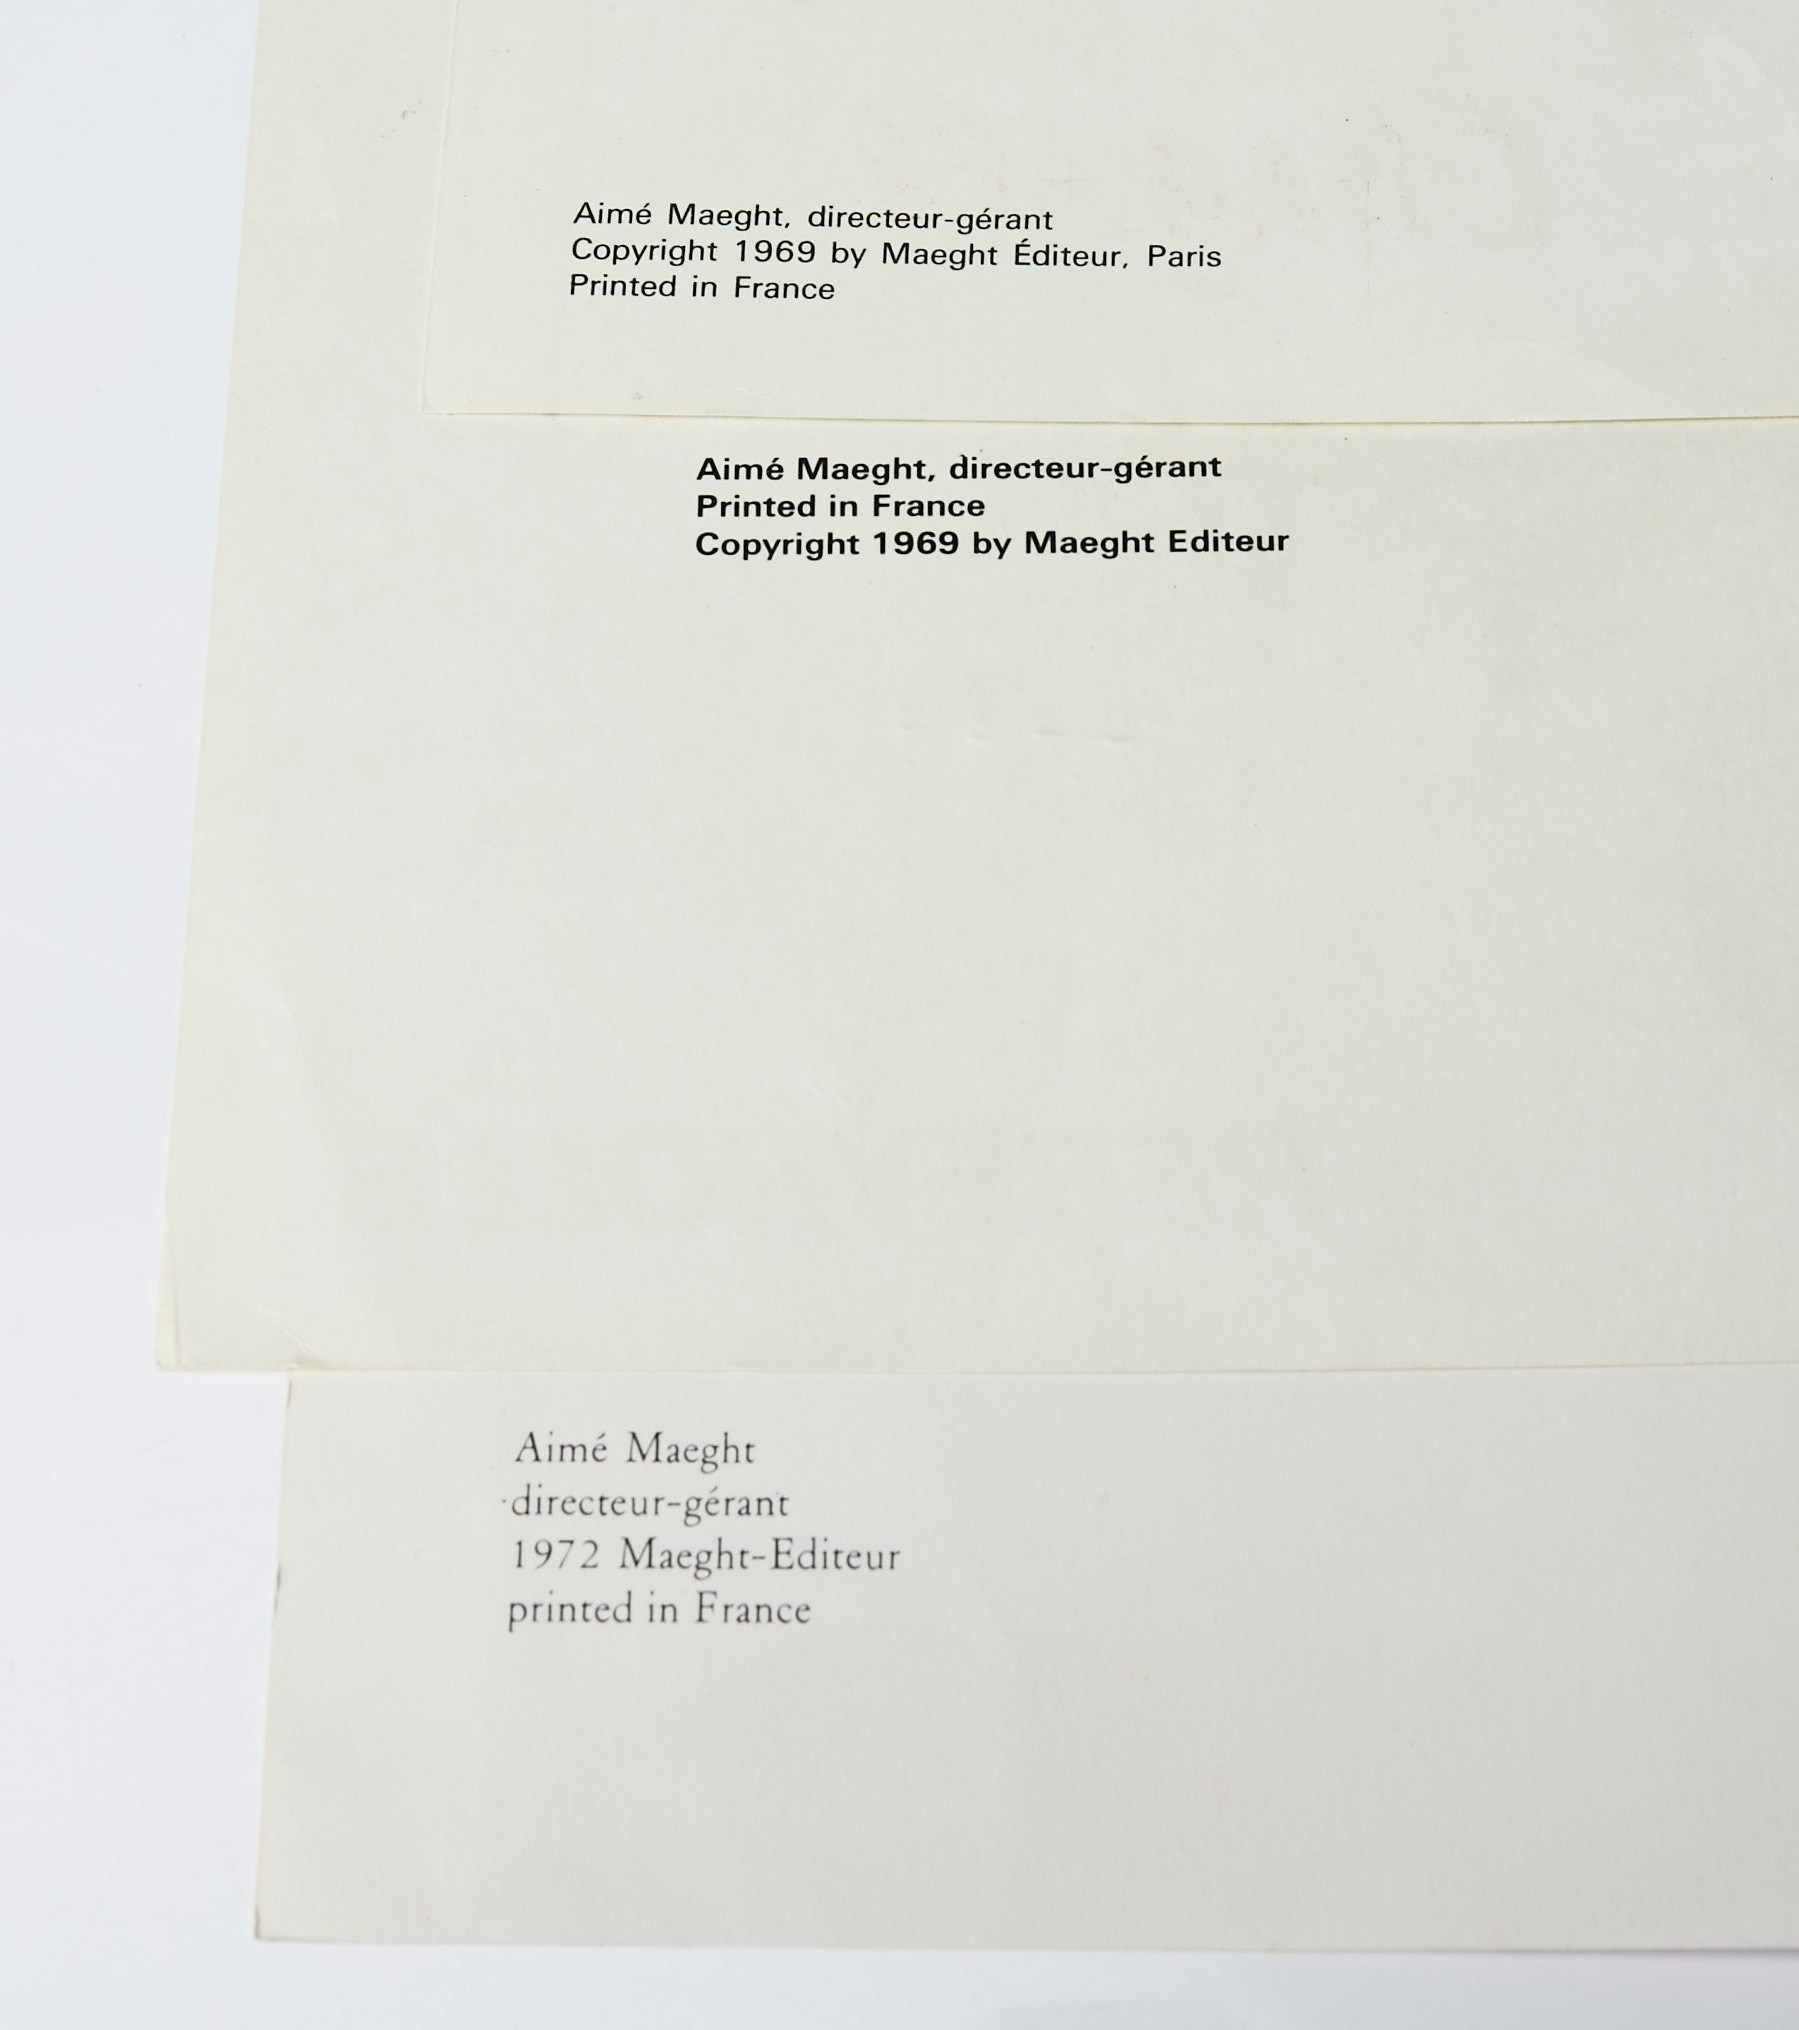 Aimé Maeght, directeur-gérant
Copyright 1969 by Maeght Éditeur, Paris
Printed in France
Aimé Maeght, directeur-gérant
Printed in France
Copyright 1969 by Maeght Editeur
Aimé Maeght
directeur-gérant
1972 Maeght-Editeur
printed in France